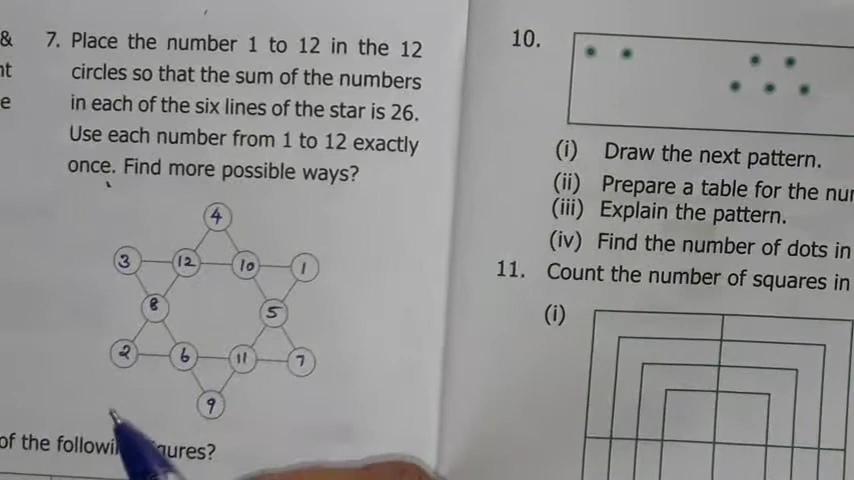 &
nt
e
7. Place the number 1 to 12 in the 12
circles so that the sum of the numbers
in each of the six lines of the star is 26.
Use each number from 1 to 12 exactly
once. Find more possible ways?
4
3 12 10 1
8 5
2 6 11 7
9
of the following figures?
10.
(i) Draw the next pattern.
(ii) Prepare a table for the nu
(iii) Explain the pattern.
(iv) Find the number of dots in
11. Count the number of squares in
(i)